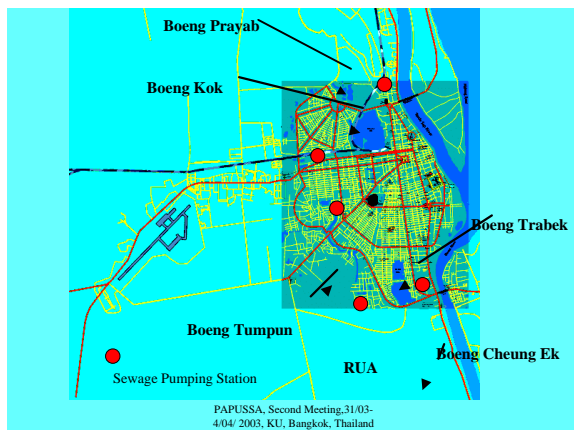 Boeng Prayab
Boeng Kok
Boeng Trabek
Boeng Tumpun
Boeng Cheung Ek
RUA
Sewage Pumping Station
PAPUSSA, Second Meeting,31/03-
4/04/ 2003, KU, Bangkok, Thailand